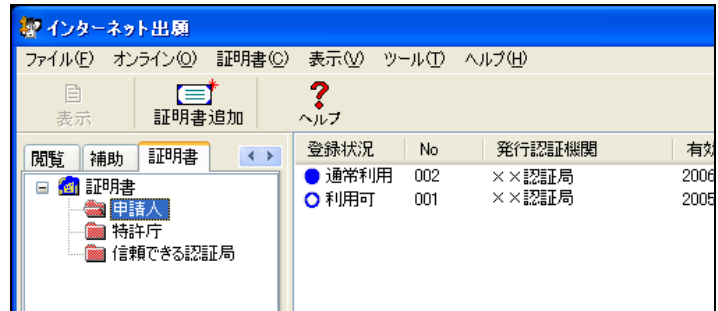 インターネット出願
ファイル(F) オンライン(O) 証明書(C) 表示(V) ツール(T) ヘルプ(H)
表示 証明書追加 ヘルプ
閲覧 補助 証明書
証明書
申請人
特許庁
信頼できる認証局
登録状況 No 発行認証機関 有効
通常利用 002 ××認証局 2006
利用可 001 ××認証局 2005